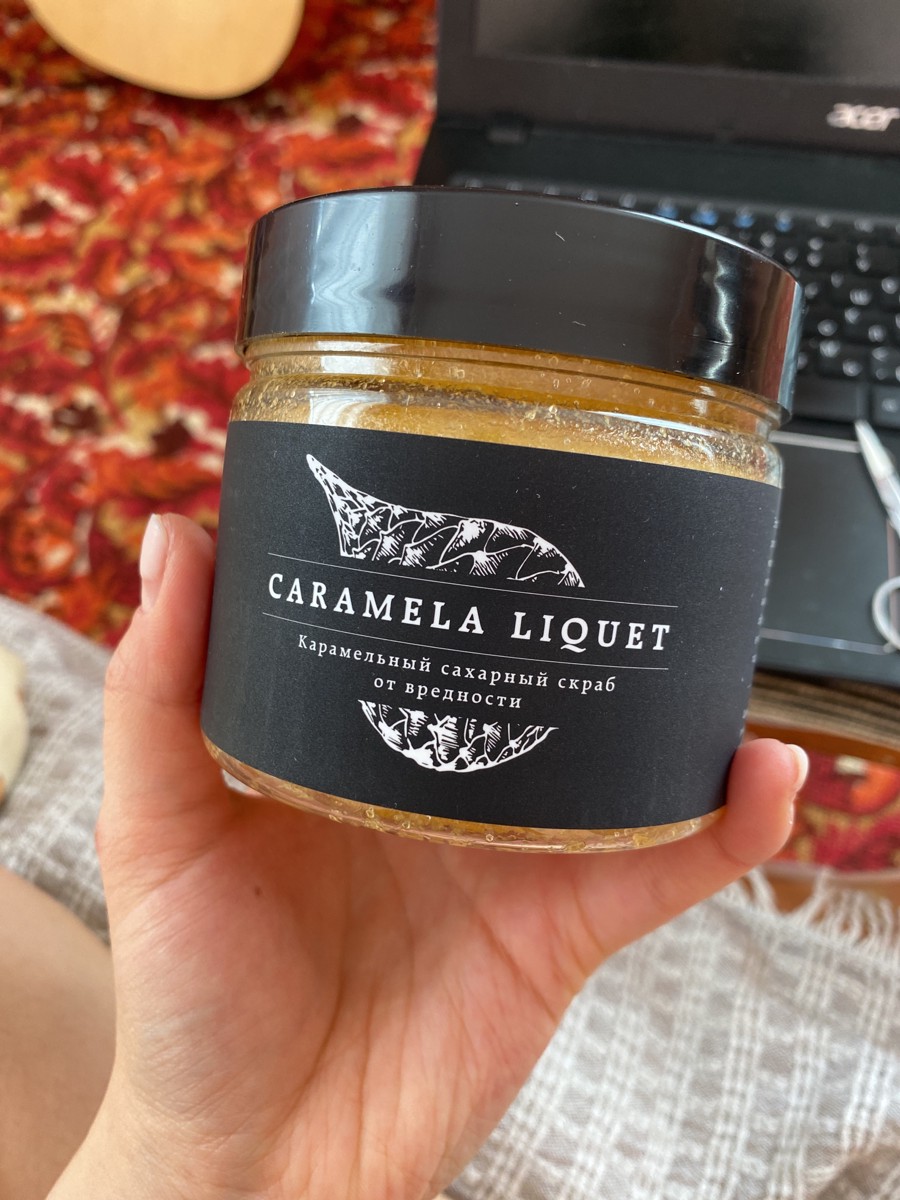 acer
CARAMELA LIQUET
Карамельный сахарный скраб
от вредности